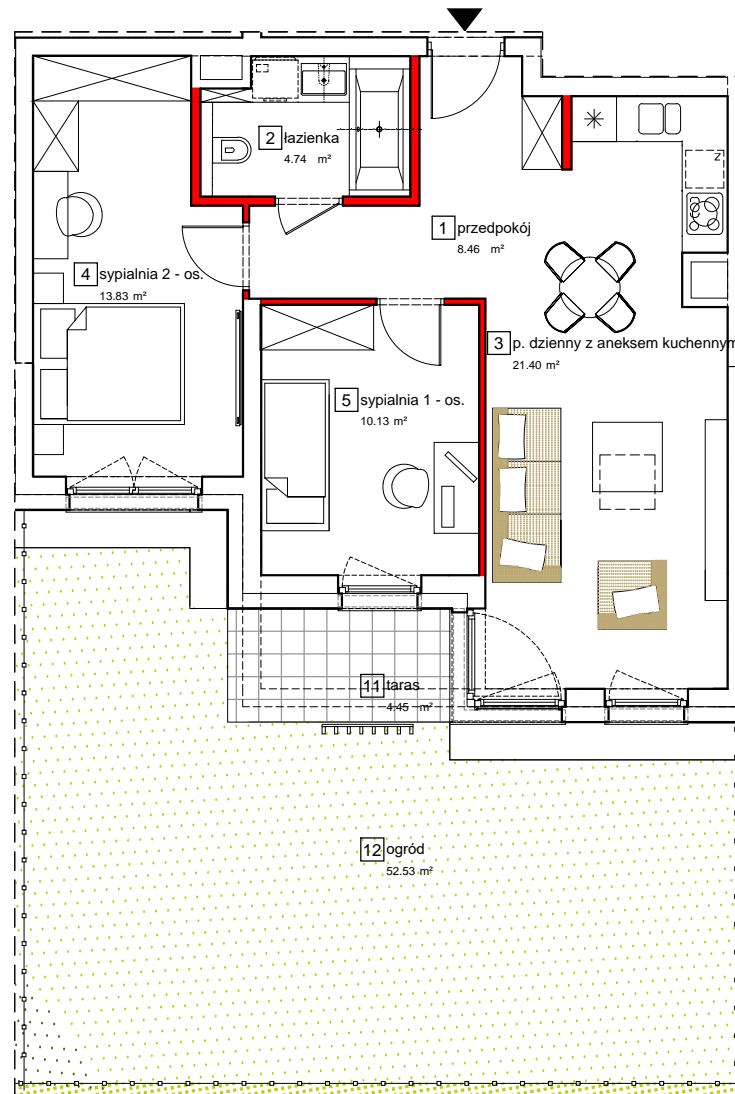 2 łazienka
4.74 m²
z
1 przedpokój
8.46 m²
4 sypialnia 2 - os.
13.83 m²
3 p. dzienny z aneksem kuchennym
21.40 m²
5 sypialnia 1 - os.
10.13 m²
11 taras
4.45 m²
12 ogród
52.53 m²